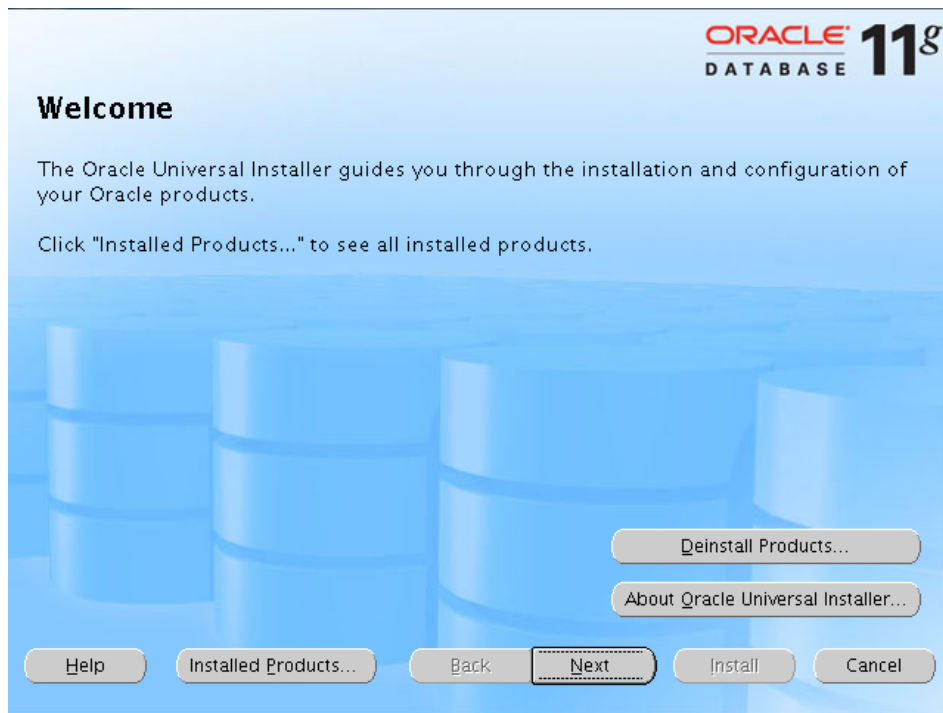 ORACLE 11g
DATABASE
Welcome
The Oracle Universal Installer guides you through the installation and configuration of
your Oracle products.
Click "Installed Products..." to see all installed products.
Deinstall Products...
About Oracle Universal Installer...
Help Installed Products... Back Next Install Cancel